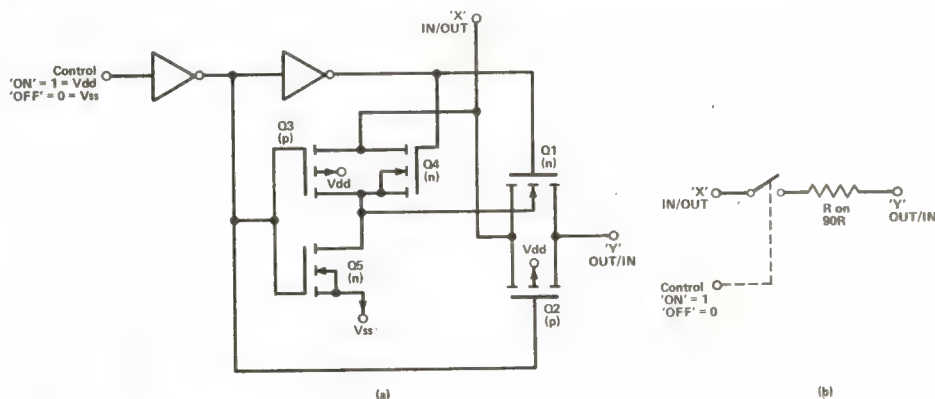 'X'
IN/OUT
Control
'ON' = 1 = Vdd
'OFF' = 0 = Vss
Q3
(p)
Vdd
Q4
(n)
Q1
(n)
Q5
(n)
Vss
Vdd
Q2
(p)
'Y'
OUT/IN
(a)
'X'
IN/OUT
R on
90R
'Y'
OUT/IN
Control
'ON' = 1
'OFF' = 0
(b)